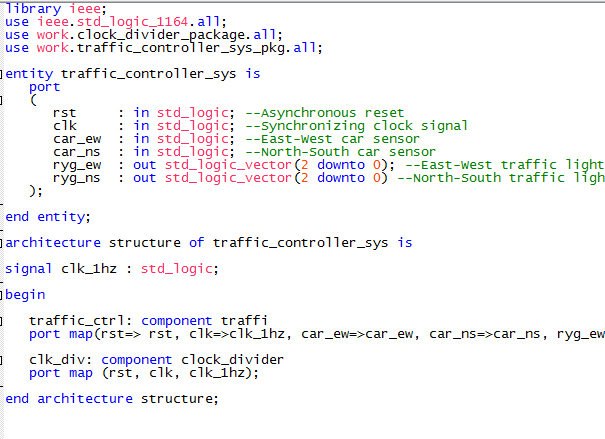 library ieee;
use ieee.std_logic_1164.all;
use work.clock_divider_package.all;
use work.traffic_controller_sys_pkg.all;
entity traffic_controller_sys is
port
(
rst : in std_logic; --Asynchronous reset
clk : in std_logic; --Synchronizing clock signal
car_ew : in std_logic; --East-West car sensor
car_ns : in std_logic; --North-South car sensor
ryg_ew : out std_logic_vector(2 downto 0); --East-West traffic light
ryg_ns : out std_logic_vector(2 downto 0) --North-South traffic ligh
);
end entity;
architecture structure of traffic_controller_sys is
signal clk_1hz : std_logic;
begin
traffic_ctrl: component traffi
port map(rst=> rst, clk=>clk_1hz, car_ew=>car_ew, car_ns=>car_ns, ryg_ew
clk_div: component clock_divider
port map (rst, clk, clk_1hz);
end architecture structure;